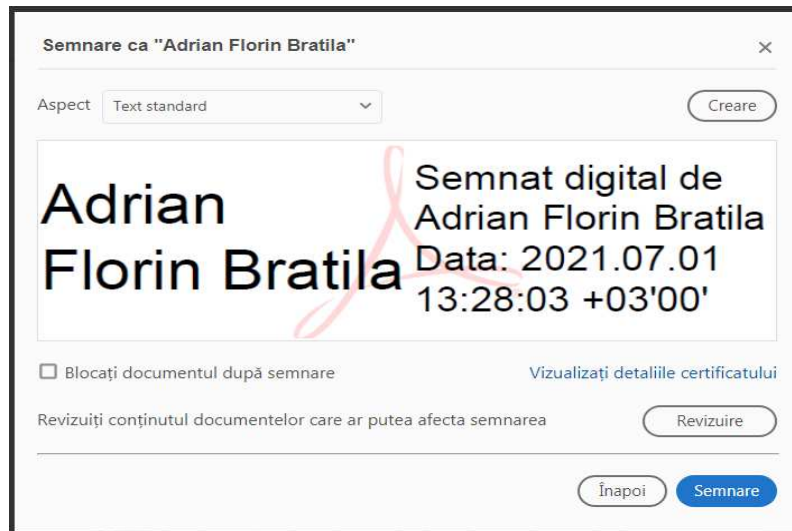 Semnare ca "Adrian Florin Bratila"
Aspect Text standard Creare
Adrian
Florin Bratila
Semnat digital de
Adrian Florin Bratila
Data: 2021.07.01
13:28:03 +03'00'
Blocați documentul după semnare Vizualizați detaliile certificatului
Revizuiți conținutul documentelor care ar putea afecta semnarea Revizuire
Înapoi Semnare